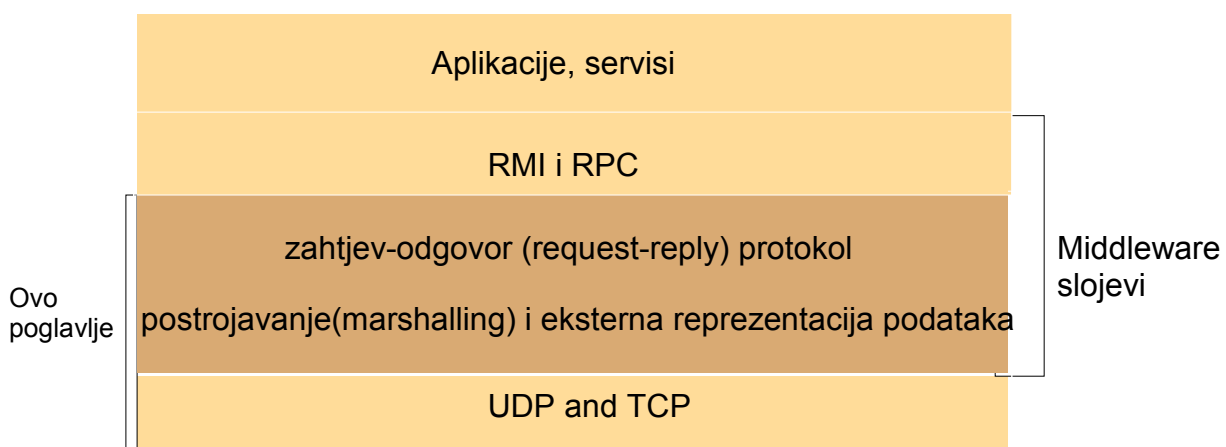 Aplikacije, servisi
RMI i RPC
zahtjev-odgovor (request-reply) protokol
postrojavanje(marshalling) i eksterna reprezentacija podataka
UDP and TCP
Middleware
slojevi
Ovo
poglavlje